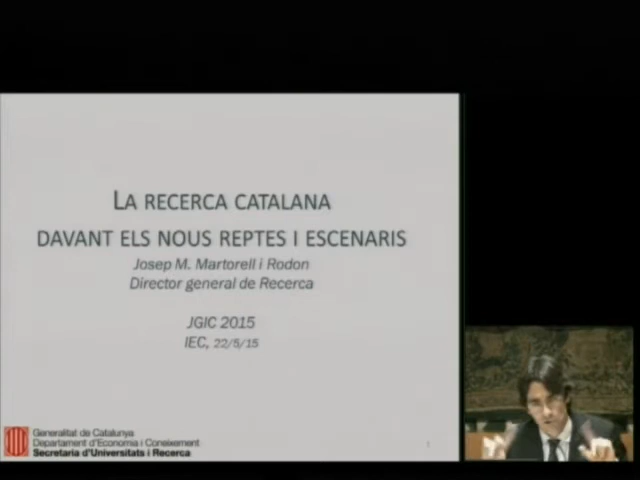 LA RECERCA CATALANA
DAVANT ELS NOUS REPTES I ESCENARIS
Josep M. Martorell i Rodon
Director general de Recerca
JGIC 2015
IEC, 22/5/15
Generalitat de Catalunya
Departament d'Economia i Coneixement
Secretaria d'Universitats i Recerca